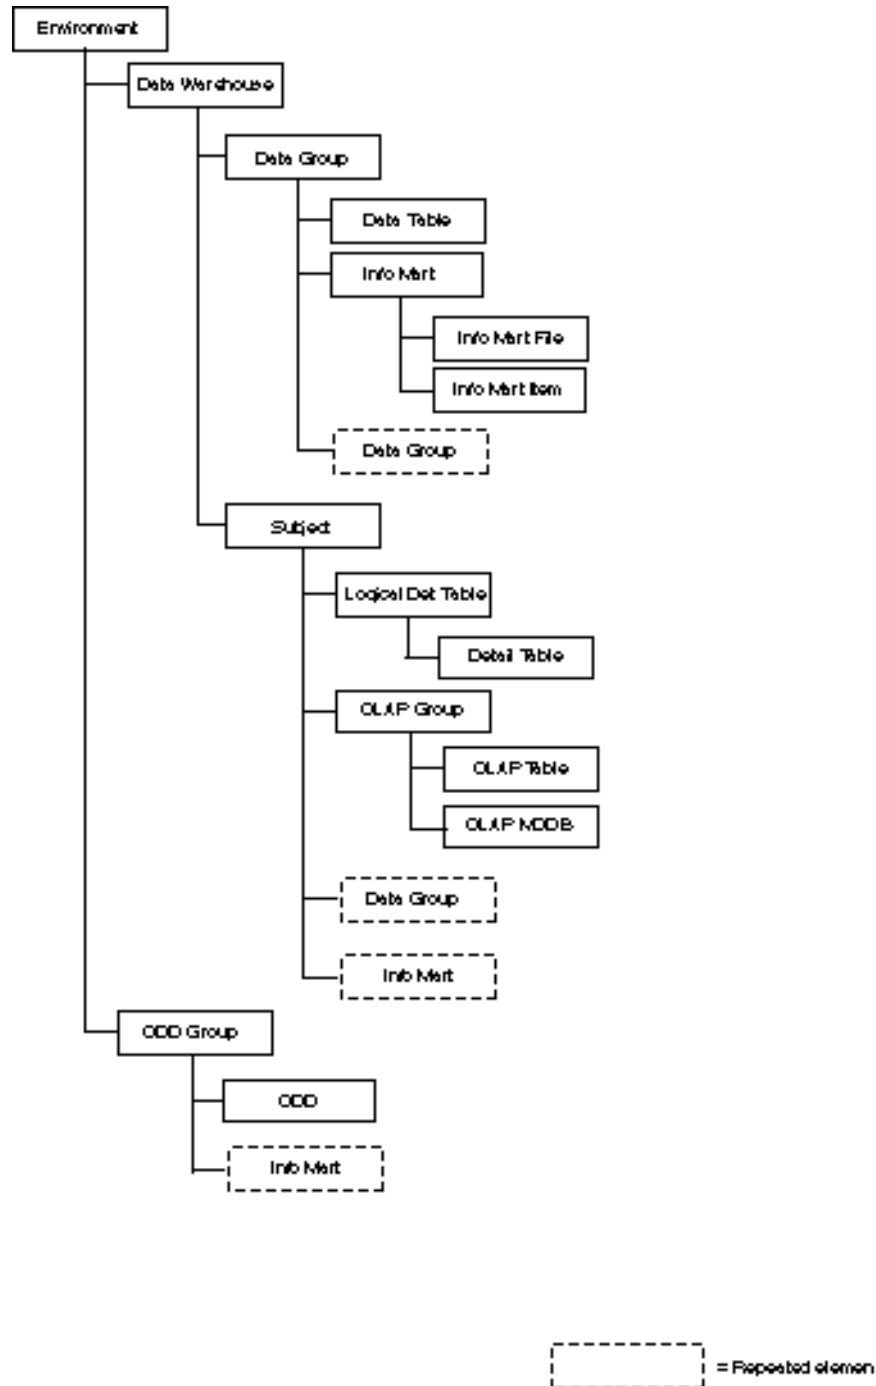 Environment
Data Warehouse
Data Group
Data Table
Info Mart
Info Mart File
Info Mart Item
Data Group
Subject
Logical Det Table
Detail Table
OLAP Group
OLAP Table
OLAP MDDB
Data Group
Info Mart
ODD Group
ODD
Info Mart
= Repeated elemen